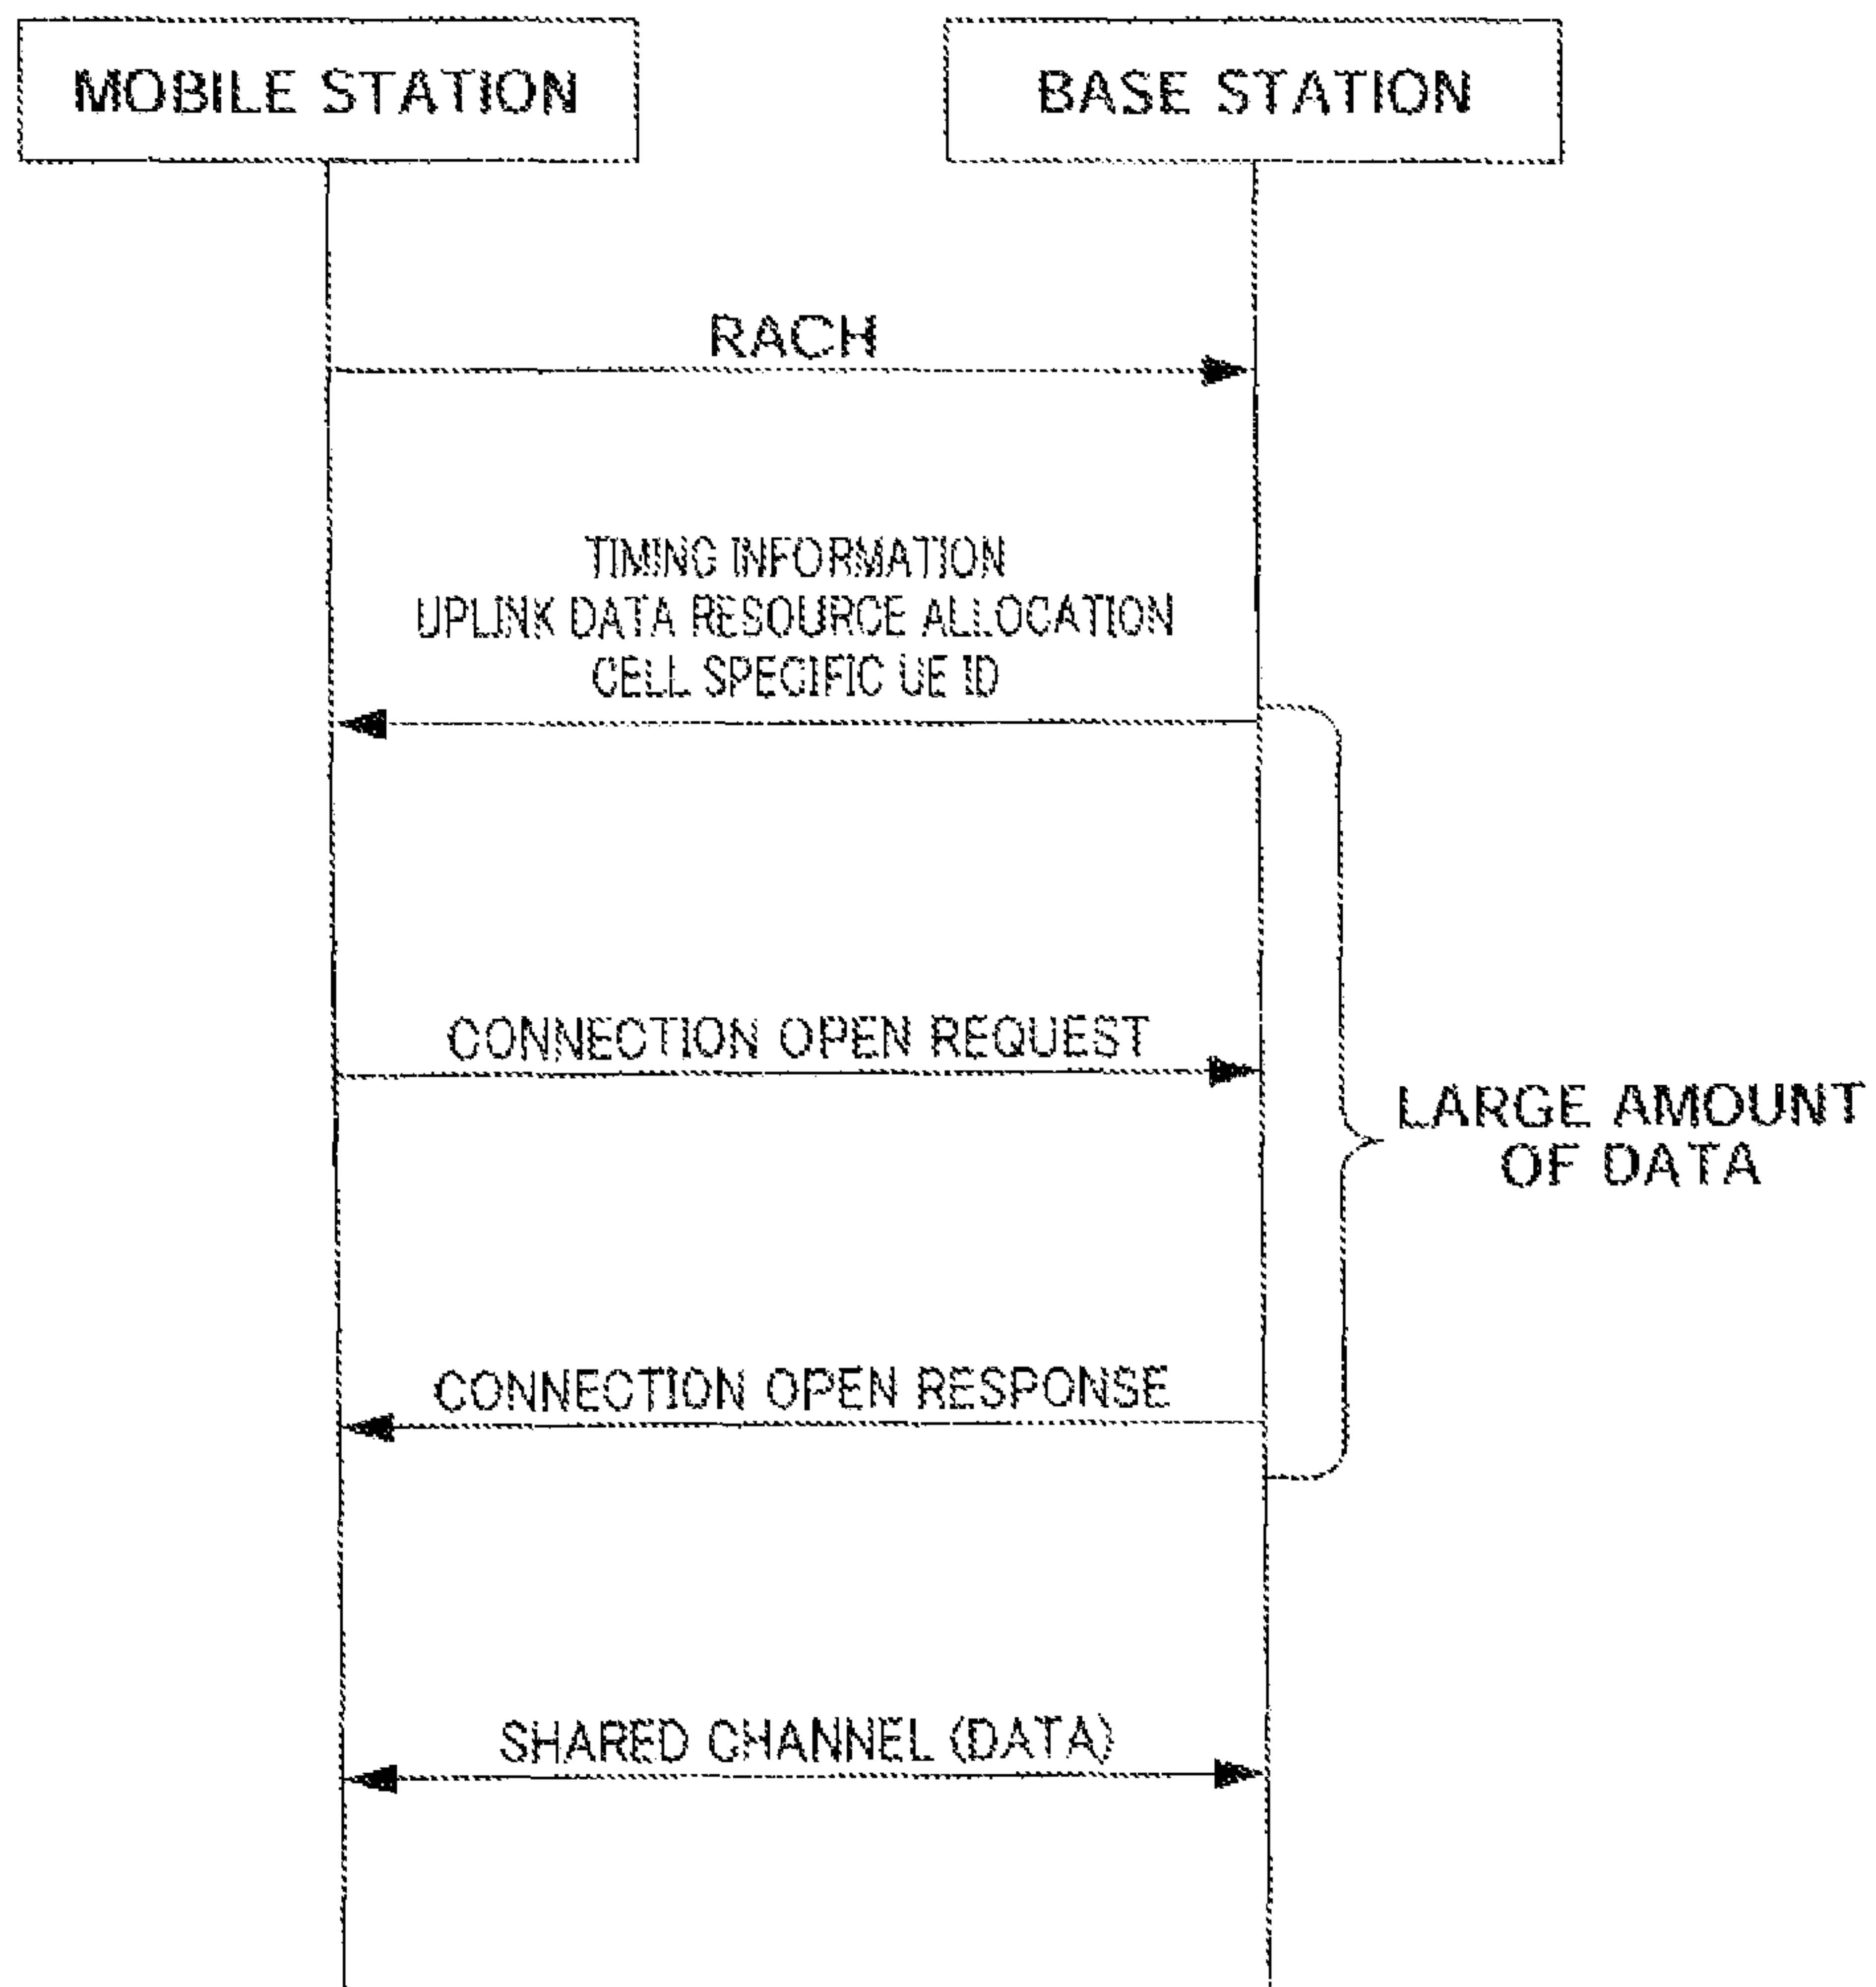 MOBILE STATION
BASE STATION
RACH
TIMING INFORMATION
UPLINK DATA RESOURCE ALLOCATION
CELL SPECIFIC UE ID
CONNECTION OPEN REQUEST
LARGE AMOUNT
OF DATA
CONNECTION OPEN RESPONSE
SHARED CHANNEL (DATA)